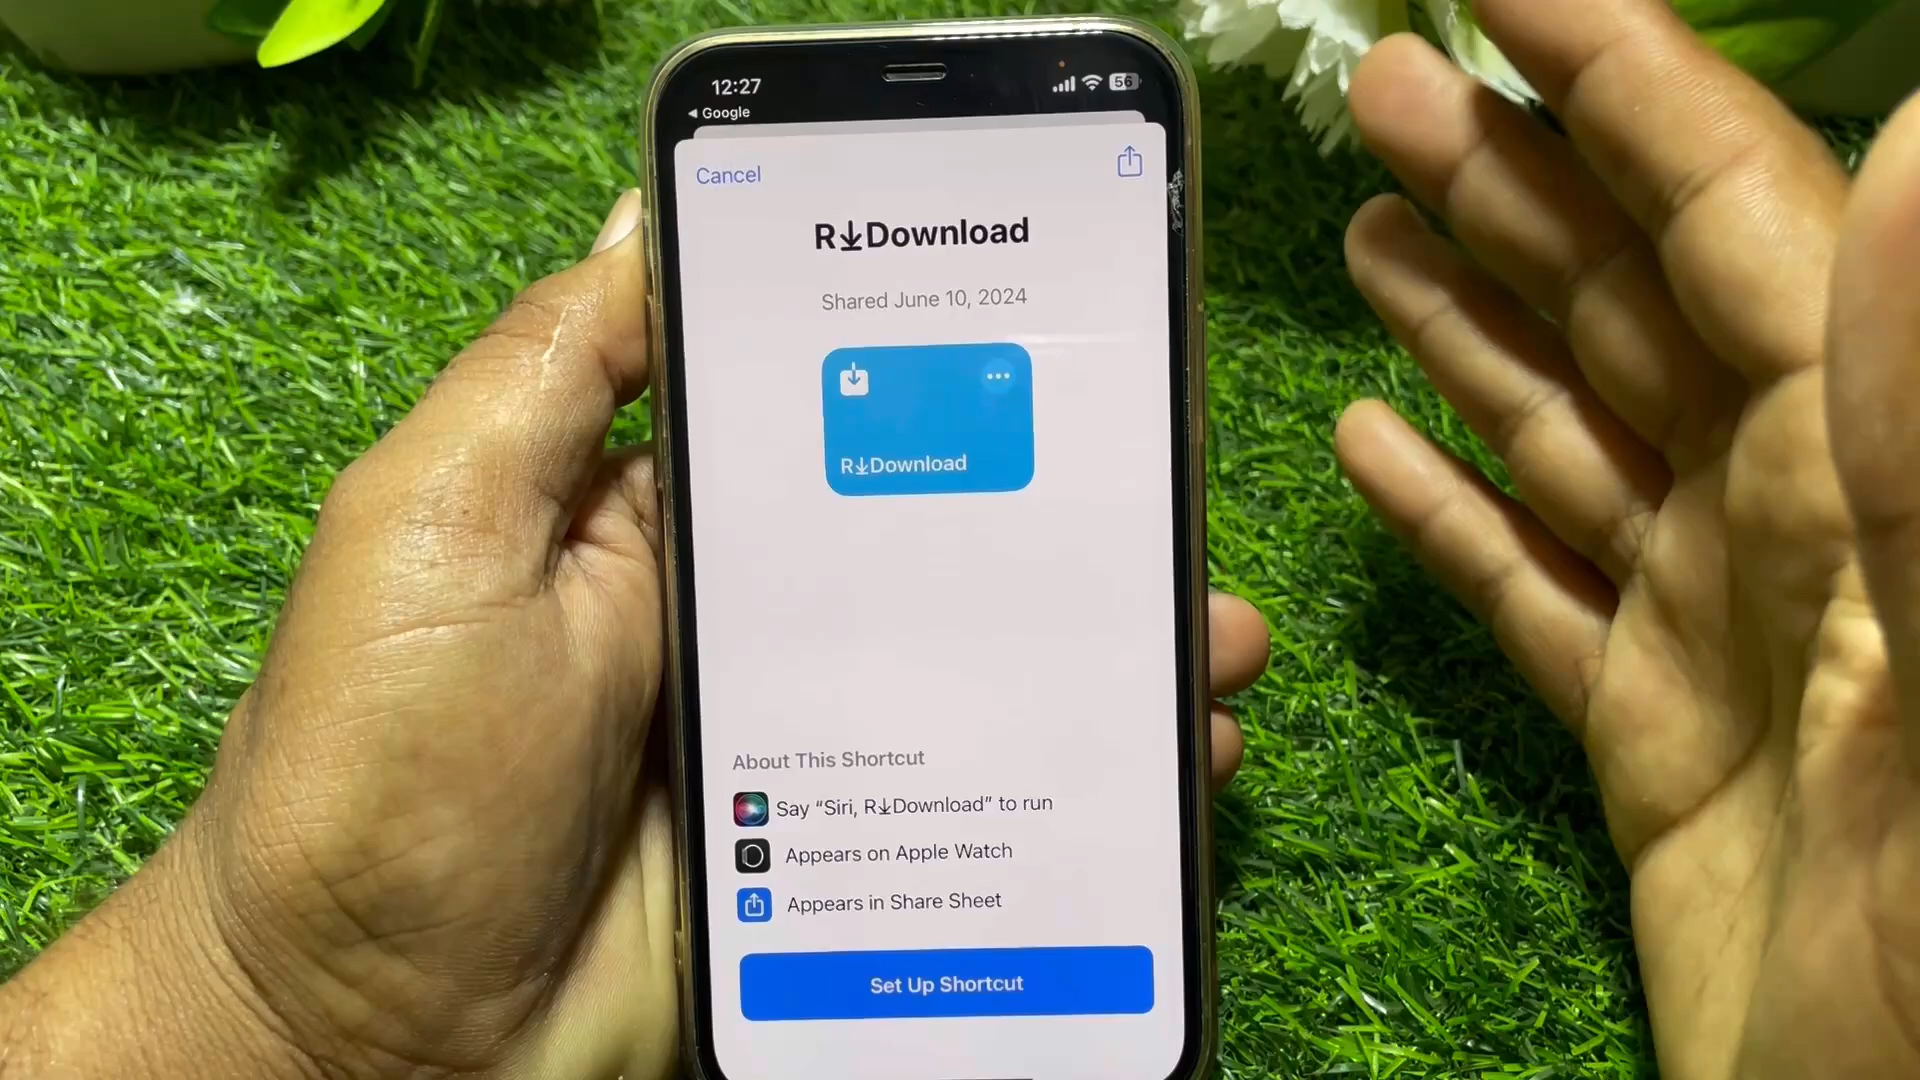 12:27
56
◀ Google
Cancel
R↓Download
Shared June 10, 2024
R↓Download
About This Shortcut
Say “Siri, R↓Download” to run
Appears on Apple Watch
Appears in Share Sheet
Set Up Shortcut